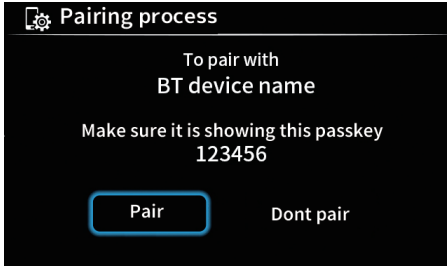 Pairing process
To pair with
BT device name
Make sure it is showing this passkey
123456
Pair
Dont pair